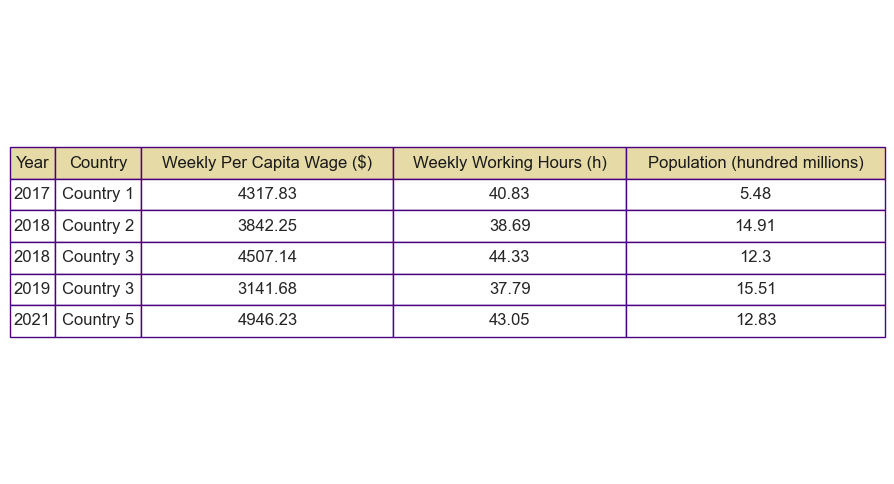 Year Country Weekly Per Capita Wage ($) Weekly Working Hours (h) Population (hundred millions)
2017 Country 1 4317.83 40.83 5.48
2018 Country 2 3842.25 38.69 14.91
2018 Country 3 4507.14 44.33 12.3
2019 Country 3 3141.68 37.79 15.51
2021 Country 5 4946.23 43.05 12.83